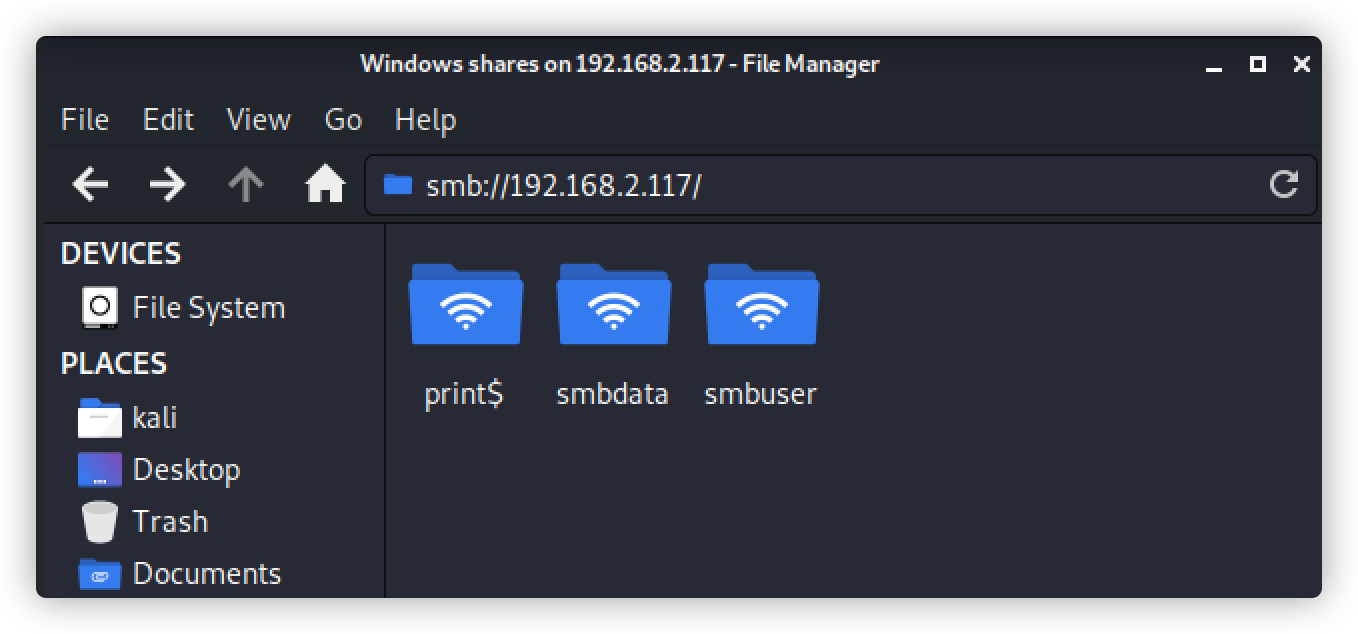 Windows shares on 192.168.2.117 - File Manager
File Edit View Go Help
smb://192.168.2.117/
DEVICES
File System
PLACES
kali
Desktop
Trash
Documents
print$ smbdata smbuser